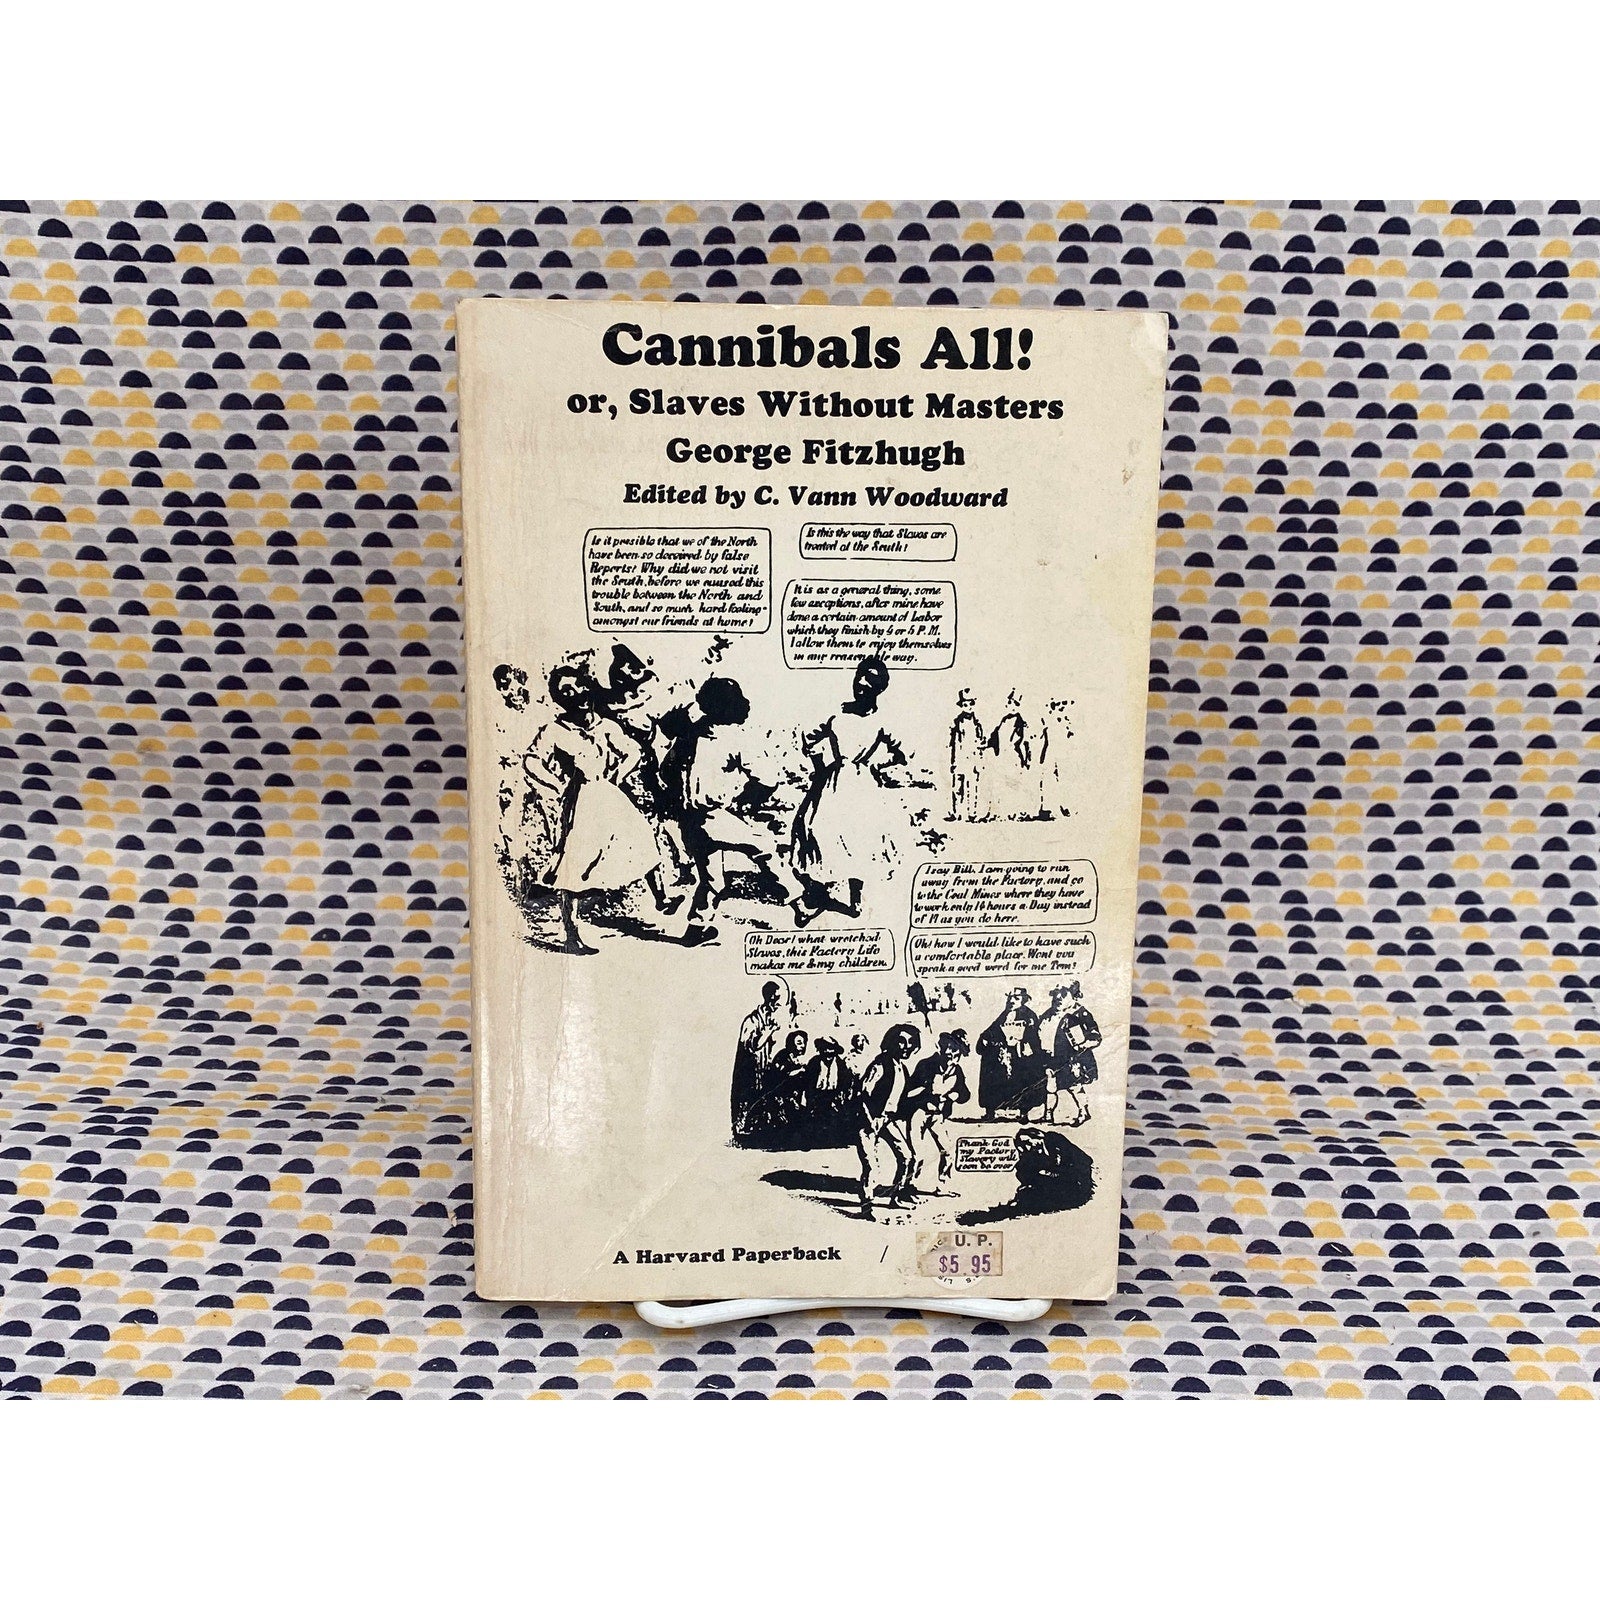 Cannibals All!
or, Slaves Without Masters
George Fitzhugh
Edited by C. Vann Woodward
Is it possible that we of the North
have been so deceived by false
Reports? Why did we not visit
the South, before we caused this
trouble between the North and
South, and so much hard feeling
amongst our friends at home!
Is this the way that Slaves are
treated at the South!
It is as a general thing, some
few exceptions, after mine have
done a certain amount of Labor
which they finish by 4 or 5 P.M.
I allow them to enjoy themselves
in any reasonable way.
I say Bill, I am going to run
away from the Factory, and go
to the Coal Mines where they have
to work only 14 hours a Day instead
of 17 as you do here.
Oh Dear! what wretched
Slaves, this Factory Life
makes me & my children.
Oh! how I would like to have such
a comfortable place. Wont you
speak a good word for me Tom?
Thank God
my Factory
Slavery will
soon be over
A Harvard Paperback /
U. P.
$5 95